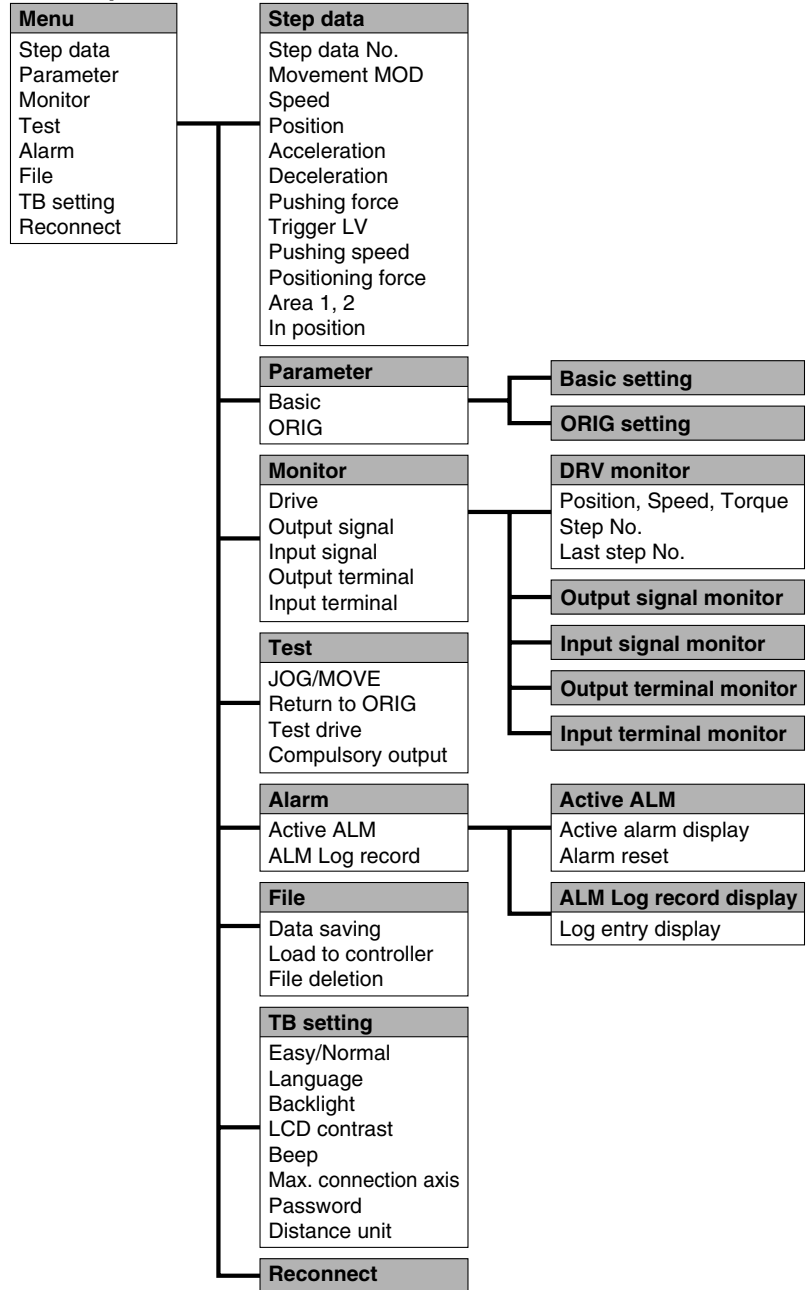 Menu
Step data
Parameter
Monitor
Test
Alarm
File
TB setting
Reconnect
Step data
Step data No.
Movement MOD
Speed
Position
Acceleration
Deceleration
Pushing force
Trigger LV
Pushing speed
Positioning force
Area 1, 2
In position
Parameter
Basic
ORIG
Basic setting
ORIG setting
Monitor
Drive
Output signal
Input signal
Output terminal
Input terminal
DRV monitor
Position, Speed, Torque
Step No.
Last step No.
Output signal monitor
Input signal monitor
Output terminal monitor
Input terminal monitor
Test
JOG/MOVE
Return to ORIG
Test drive
Compulsory output
Alarm
Active ALM
ALM Log record
Active ALM
Active alarm display
Alarm reset
ALM Log record display
Log entry display
File
Data saving
Load to controller
File deletion
TB setting
Easy/Normal
Language
Backlight
LCD contrast
Beep
Max. connection axis
Password
Distance unit
Reconnect